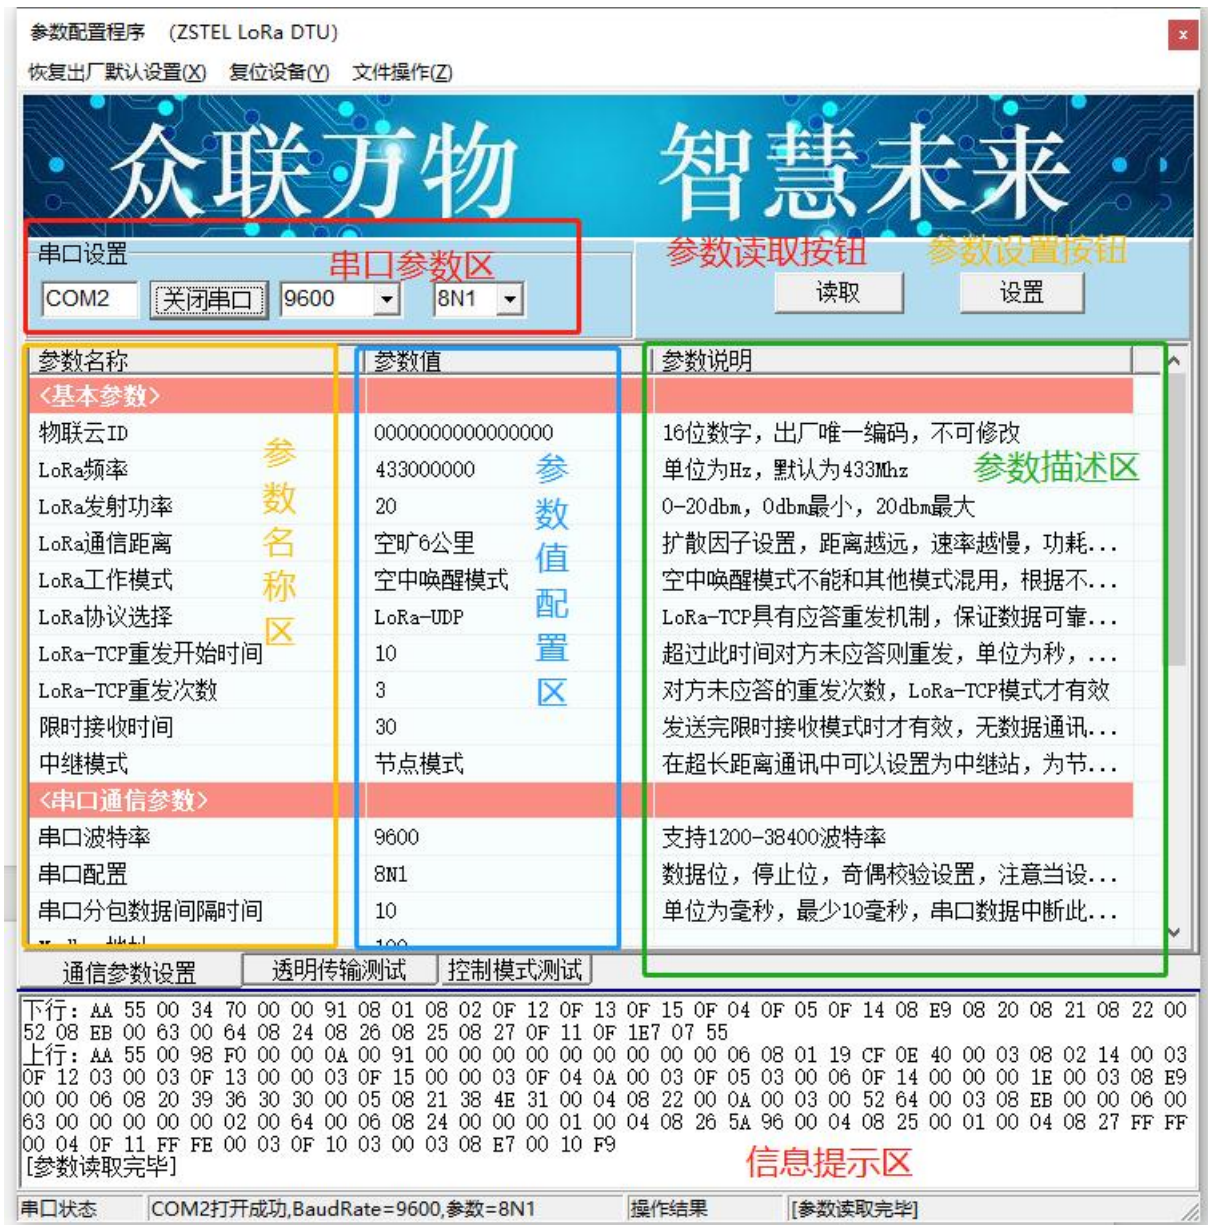 参数配置程序 (ZSTEL LoRa DTU)
恢复出厂默认设置(X) 复位设备(Y) 文件操作(Z)
众联万物 智慧未来
串口设置
串口参数区
参数读取按钮
参数设置按钮
COM2 关闭串口 9600 8N1 读取 设置
参数名称 参数值 参数说明
<基本参数>
物联云ID 0000000000000000 16位数字，出厂唯一编码，不可修改
LoRa频率 433000000 单位为Hz，默认为433Mhz
LoRa发射功率 20 0-20dbm，0dbm最小，20dbm最大
LoRa通信距离 空旷6公里 扩散因子设置，距离越远，速率越慢，功耗...
LoRa工作模式 空中唤醒模式 空中唤醒模式不能和其他模式混用，根据不...
LoRa协议选择 LoRa-UDP LoRa-TCP具有应答重发机制，保证数据可靠...
LoRa-TCP重发开始时间 10 超过此时间对方未应答则重发，单位为秒，...
LoRa-TCP重发次数 3 对方未应答的重发次数，LoRa-TCP模式才有效
限时接收时间 30 发送完限时接收模式时才有效，无数据通讯...
中继模式 节点模式 在超长距离通讯中可以设置为中继站，为节...
<串口通信参数>
串口波特率 9600 支持1200-38400波特率
串口配置 8N1 数据位，停止位，奇偶校验设置，注意当设...
串口分包数据间隔时间 10 单位为毫秒，最少10毫秒，串口数据中断此...
参数名称区
参数值配置区
参数描述区
通信参数设置 透明传输测试 控制模式测试
下行: AA 55 00 34 70 00 00 91 08 01 08 02 0F 12 0F 13 0F 15 0F 04 0F 05 0F 14 08 E9 08 20 08 21 08 22 00
52 08 EB 00 63 00 64 08 24 08 26 08 25 08 27 0F 11 0F 1E7 07 55
上行: AA 55 00 98 F0 00 00 0A 00 91 00 00 00 00 00 00 00 00 00 06 08 01 19 CF 0E 40 00 03 08 02 14 00 03
0F 12 03 00 03 0F 13 00 00 03 0F 15 00 00 03 0F 04 0A 00 03 0F 05 03 00 06 0F 14 00 00 00 1E 00 03 08 E9
00 00 06 08 20 39 36 30 30 00 05 08 21 38 4E 31 00 04 08 22 00 0A 00 03 00 52 64 00 03 08 EB 00 00 06 00
63 00 00 00 00 00 02 00 64 00 06 08 24 00 00 00 01 00 04 08 26 5A 96 00 04 08 25 00 01 00 04 08 27 FF FF
00 04 0F 11 FF FE 00 03 0F 10 03 00 03 08 E7 00 10 F9
[参数读取完毕]
信息提示区
串口状态 COM2打开成功,BaudRate=9600,参数=8N1 操作结果 [参数读取完毕]